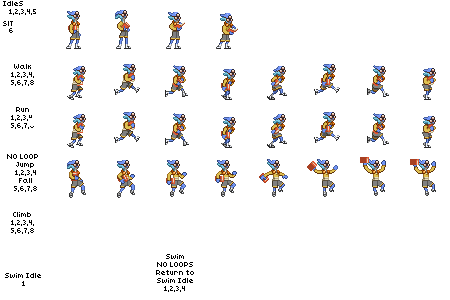 IdleS
1,2,3,4,5
SIT
6
Walk
1,2,3,4,
5,6,7,8
Run
1,2,3,
5,6,7,
NO LOOP
Jump
1,2,3,4
Fall
5,6,7,8
Climb
1,2,3,4,
5,6,7,8
Swim Idle
1
Swim
NO LOOPS
Return to
Swim Idle
1,2,3,4